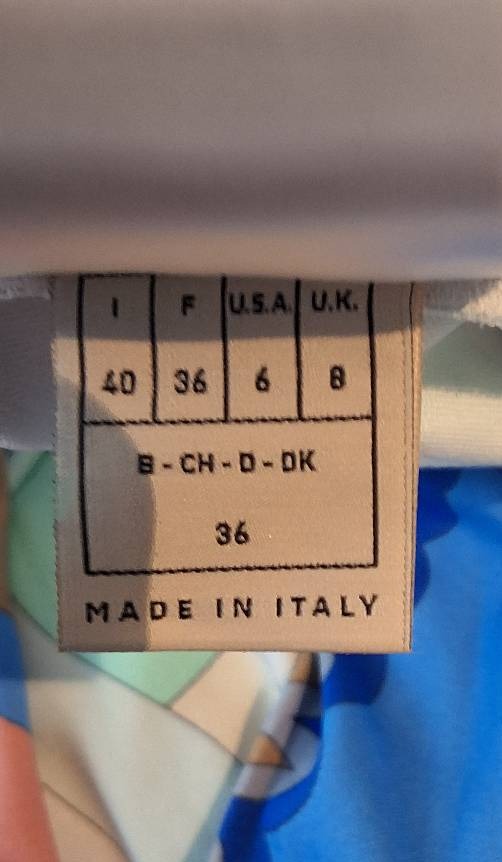 I F U.S.A. U.K.
40 36 6 8
B - CH - D - DK
36
MADE IN ITALY